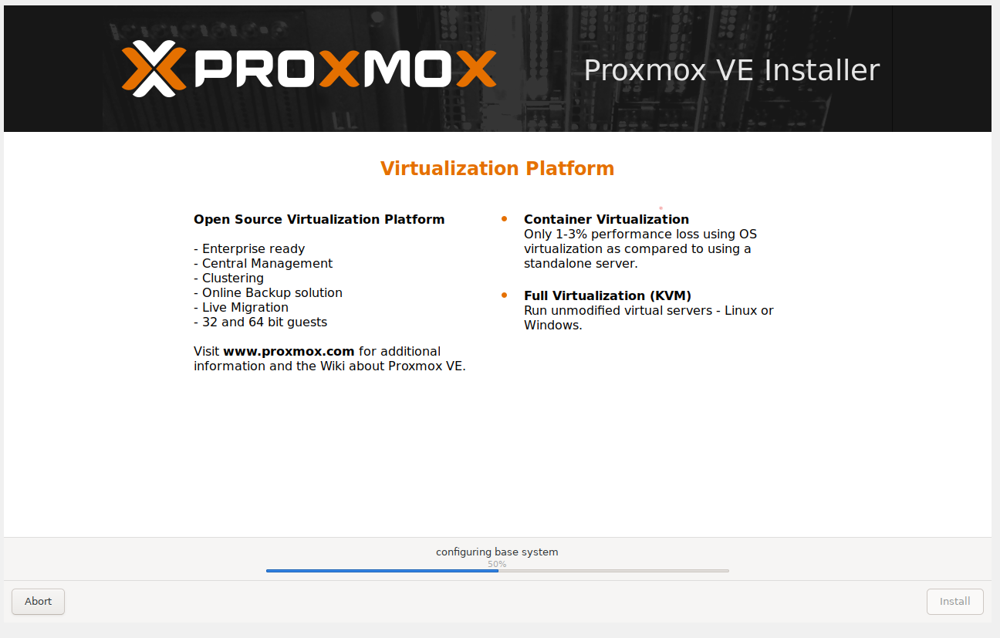 PROXMOX
Proxmox VE Installer
Virtualization Platform
Open Source Virtualization Platform
- Enterprise ready
- Central Management
- Clustering
- Online Backup solution
- Live Migration
- 32 and 64 bit guests
Visit www.proxmox.com for additional
information and the Wiki about Proxmox VE.
Container Virtualization
Only 1-3% performance loss using OS
virtualization as compared to using a
standalone server.
Full Virtualization (KVM)
Run unmodified virtual servers - Linux or
Windows.
configuring base system
50%
Abort
Install